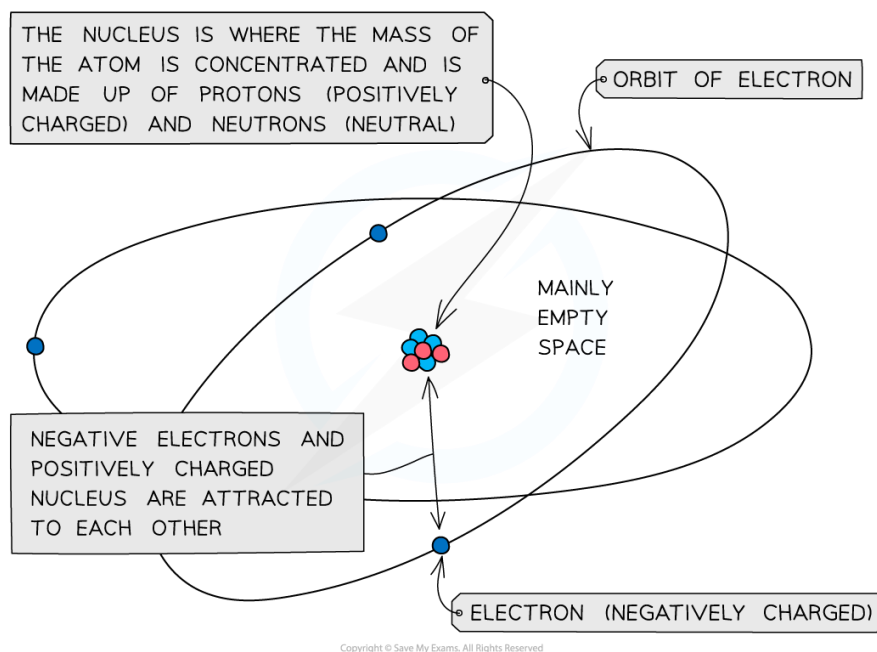 THE NUCLEUS IS WHERE THE MASS OF
THE ATOM IS CONCENTRATED AND IS
MADE UP OF PROTONS (POSITIVELY
CHARGED) AND NEUTRONS (NEUTRAL)
ORBIT OF ELECTRON
MAINLY
EMPTY
SPACE
NEGATIVE ELECTRONS AND
POSITIVELY CHARGED
NUCLEUS ARE ATTRACTED
TO EACH OTHER
ELECTRON (NEGATIVELY CHARGED)
Copyright © Save My Exams. All Rights Reserved